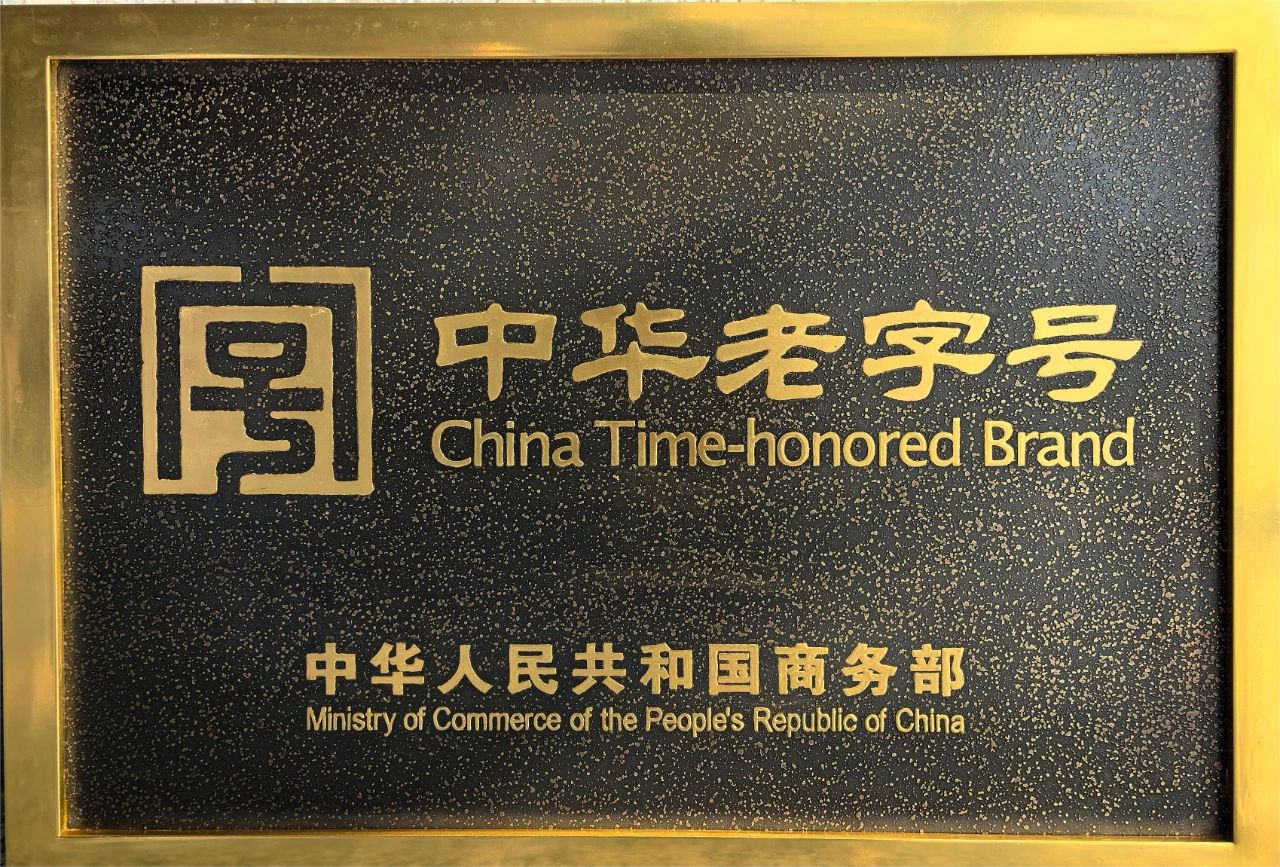 中华老字号
China Time-honored Brand
中华人民共和国商务部
Ministry of Commerce of the People's Republic of China